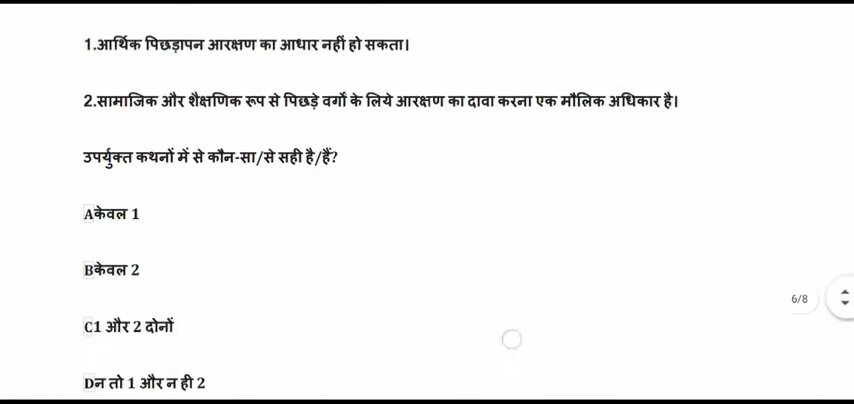 1.आर्थिक पिछड़ापन आरक्षण का आधार नहीं हो सकता।
2.सामाजिक और शैक्षणिक रूप से पिछड़े वर्गों के लिये आरक्षण का दावा करना एक मौलिक अधिकार है।
उपर्युक्त कथनों में से कौन-सा/से सही है/हैं?
Aकेवल 1
Bकेवल 2
6/8
C1 और 2 दोनों
Dन तो 1 और न ही 2